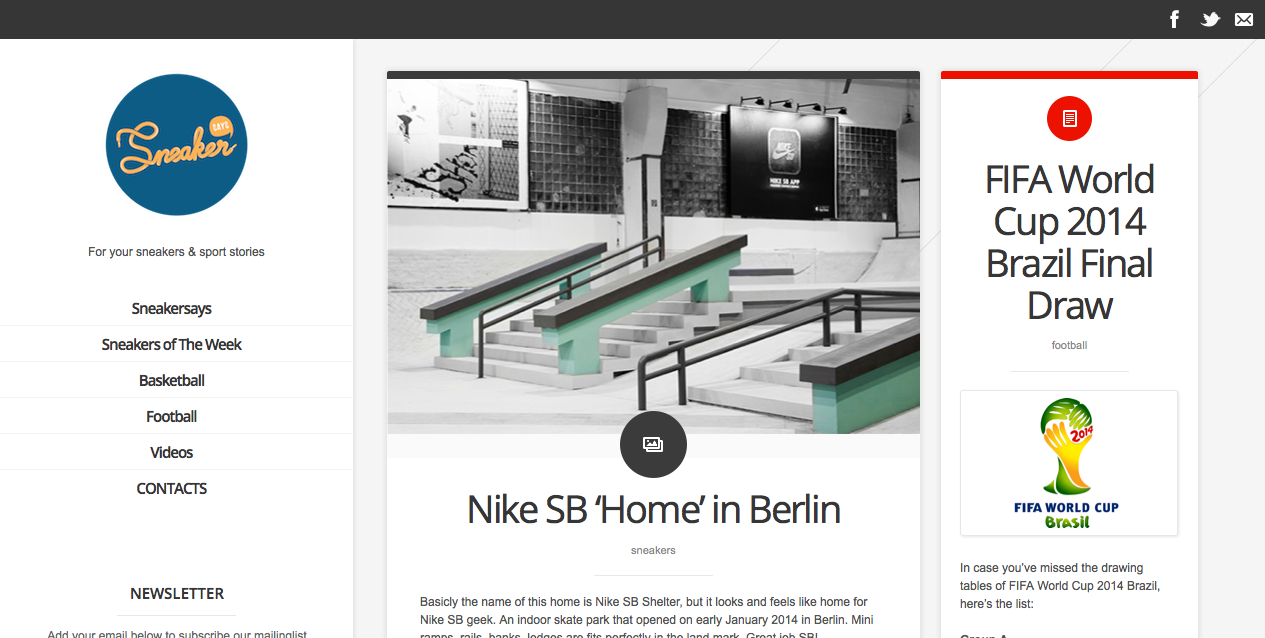 SAYS
Sneaker
For your sneakers & sport stories
Sneakersays
Sneakers of The Week
Basketball
Football
Videos
CONTACTS
NEWSLETTER
Add your email below to subscribe our mailinglist
NIKE SB APP
Nike SB ‘Home’ in Berlin
sneakers
Basicly the name of this home is Nike SB Shelter, but it looks and feels like home for
Nike SB geek. An indoor skate park that opened on early January 2014 in Berlin. Mini
ramps, rails, banks, ledges are fits perfectly in the land mark. Great job SB!
FIFA World
Cup 2014
Brazil Final
Draw
football
2014
FIFA WORLD CUP
Brasil
In case you’ve missed the drawing
tables of FIFA World Cup 2014 Brazil,
here’s the list:
Group A